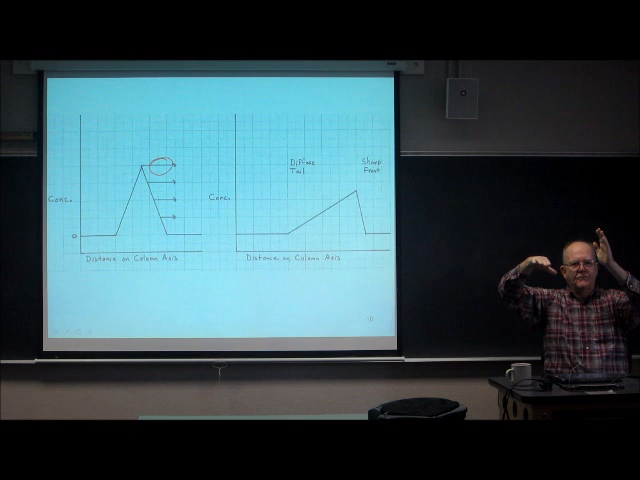 Conc.
0
Distance on Column Axis
Diffuse
Tail
Sharp
Front
Conc.
Distance on Column Axis